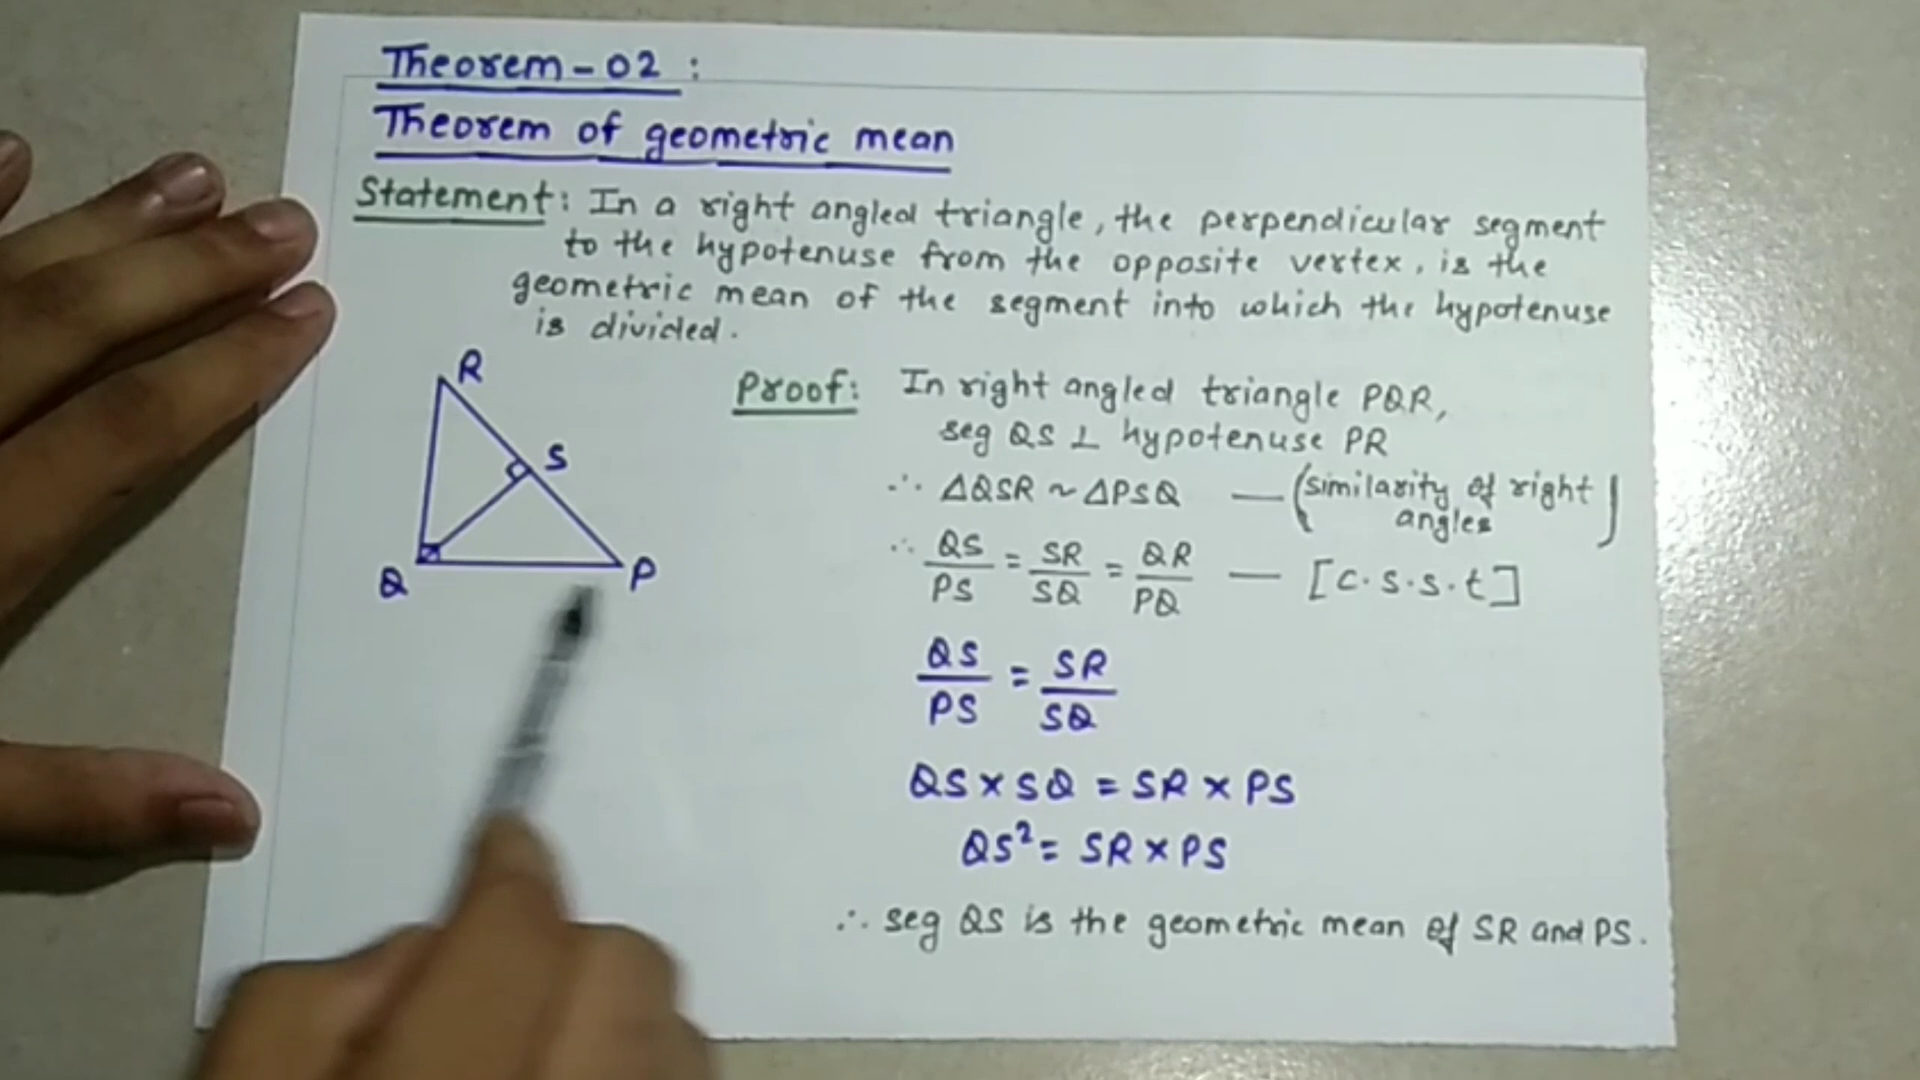 Theorem-02 :
Theorem of geometric mean
Statement: In a right angled triangle, the perpendicular segment
to the hypotenuse from the opposite vertex, is the
geometric mean of the segment into which the hypotenuse
is divided.
R
S
Q
P
Proof: In right angled triangle PQR,
seg QS ⊥ hypotenuse PR
∴ ΔQSR ~ ΔPSQ — (similarity of right
angles)
∴ QS/PS = SR/SQ = QR/PQ — [c.s.s.t]
QS/PS = SR/SQ
QS × SQ = SR × PS
QS² = SR × PS
∴ seg QS is the geometric mean of SR and PS.